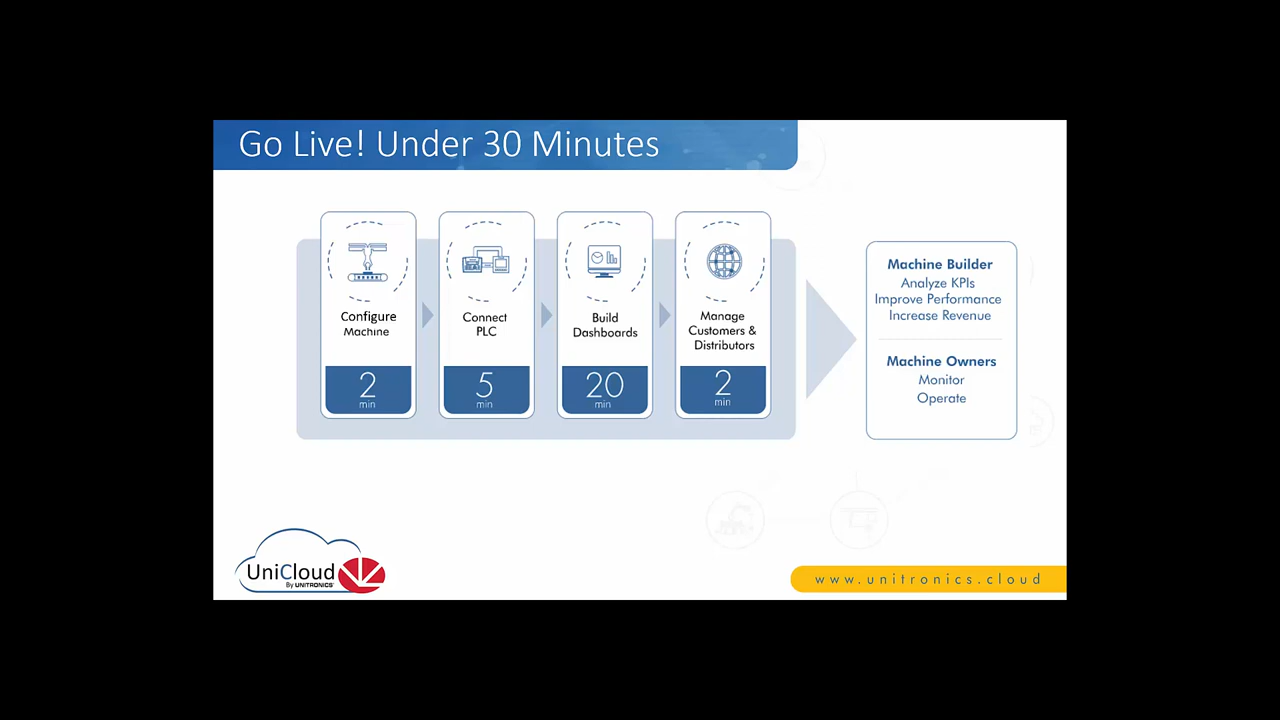 Go Live! Under 30 Minutes
Configure
Machine
2
min
Connect
PLC
5
min
Build
Dashboards
20
min
Manage
Customers &
Distributors
2
min
Machine Builder
Analyze KPIs
Improve Performance
Increase Revenue
Machine Owners
Monitor
Operate
UniCloud
By UNITRONICS
www.unitronics.cloud